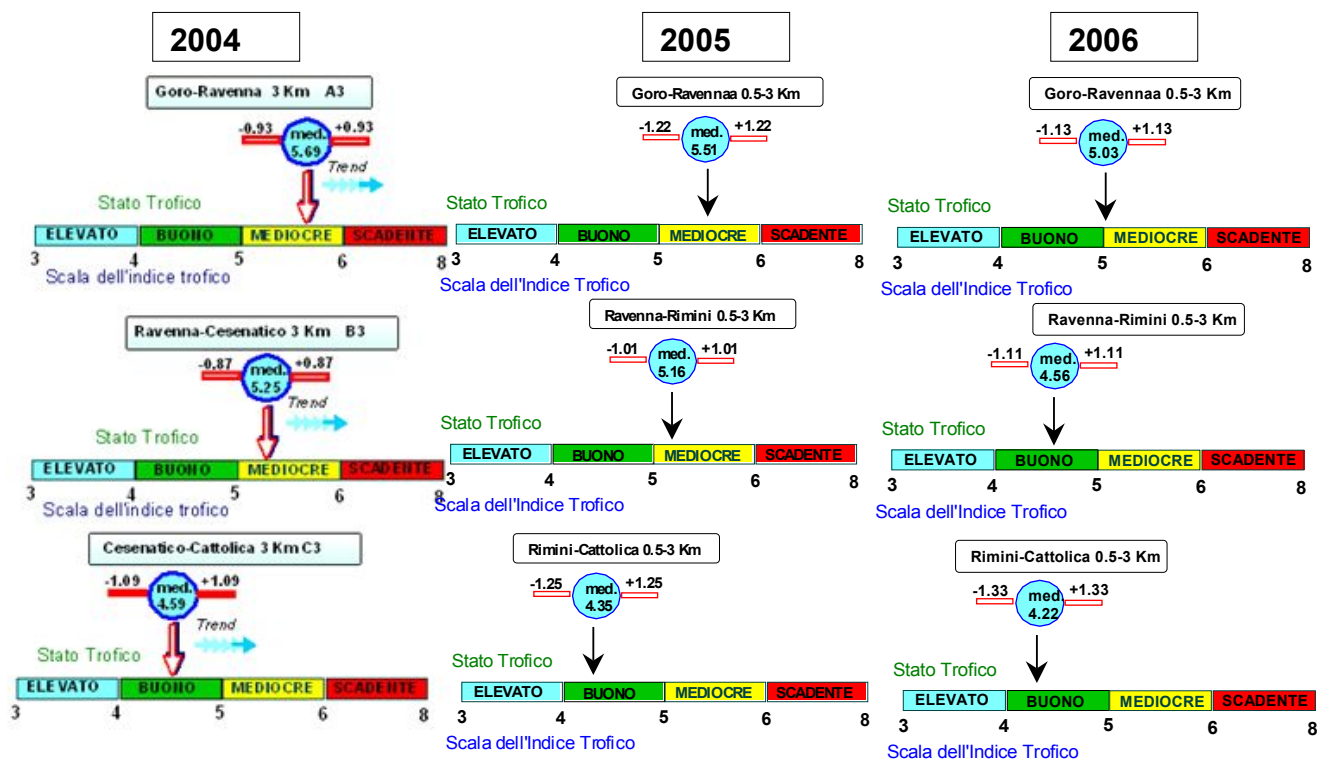 2004
2005
2006
Goro-Ravenna 3 Km A3
-0.93 +0.93
med.
5.69
Trend
Stato Trofico
ELEVATO BUONO MEDIOCRE SCADENTE
3 4 5 6 8
Scala dell'indice trofico
Goro-Ravennaa 0.5-3 Km
-1.22 +1.22
med.
5.51
Stato Trofico
ELEVATO BUONO MEDIOCRE SCADENTE
3 4 5 6 8
Scala dell'Indice Trofico
Goro-Ravennaa 0.5-3 Km
-1.13 +1.13
med.
5.03
Stato Trofico
ELEVATO BUONO MEDIOCRE SCADENTE
3 4 5 6 8
Scala dell'Indice Trofico
Ravenna-Cesenatico 3 Km B3
-0.87 +0.87
med.
5.25
Trend
Stato Trofico
ELEVATO BUONO MEDIOCRE SCADENTE
3 4 5 6 8
Scala dell'indice trofico
Ravenna-Rimini 0.5-3 Km
-1.01 +1.01
med.
5.16
Stato Trofico
ELEVATO BUONO MEDIOCRE SCADENTE
3 4 5 6 8
Scala dell'Indice Trofico
Ravenna-Rimini 0.5-3 Km
-1.11 +1.11
med.
4.56
Stato Trofico
ELEVATO BUONO MEDIOCRE SCADENTE
3 4 5 6 8
Scala dell'Indice Trofico
Cesenatico-Cattolica 3 Km C3
-1.09 +1.09
med.
4.59
Trend
Stato Trofico
ELEVATO BUONO MEDIOCRE SCADENTE
3 4 5 6 8
Rimini-Cattolica 0.5-3 Km
-1.25 +1.25
med.
4.35
Stato Trofico
ELEVATO BUONO MEDIOCRE SCADENTE
3 4 5 6 8
Scala dell'Indice Trofico
Rimini-Cattolica 0.5-3 Km
-1.33 +1.33
med.
4.22
Stato Trofico
ELEVATO BUONO MEDIOCRE SCADENTE
3 4 5 6 8
Scala dell'Indice Trofico